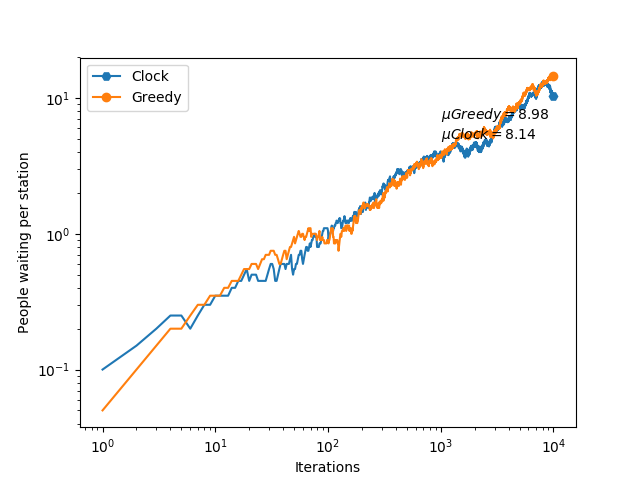 Clock
Greedy
μGreedy = 8.98
μClock = 8.14
People waiting per station
10¹
10⁰
10⁻¹
10⁰
10¹
10²
10³
10⁴
Iterations